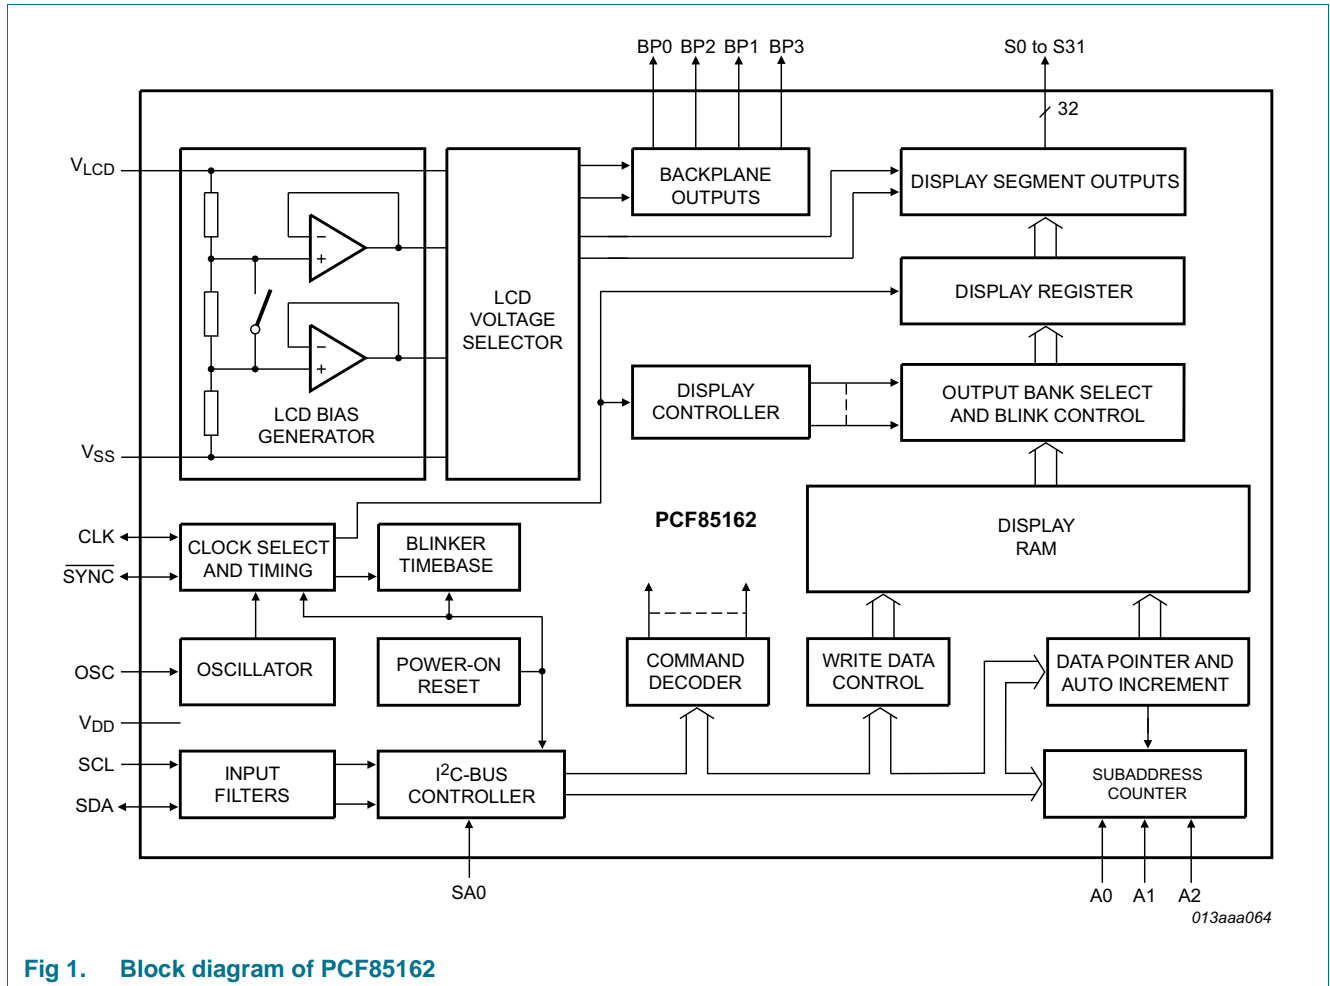 BP0 BP2 BP1 BP3
S0 to S31
32
VLCD
BACKPLANE
OUTPUTS
DISPLAY SEGMENT OUTPUTS
−
+
−
+
LCD BIAS
GENERATOR
LCD
VOLTAGE
SELECTOR
DISPLAY REGISTER
DISPLAY
CONTROLLER
OUTPUT BANK SELECT
AND BLINK CONTROL
VSS
CLK
SYNC
CLOCK SELECT
AND TIMING
BLINKER
TIMEBASE
PCF85162
DISPLAY
RAM
OSC
OSCILLATOR
POWER-ON
RESET
COMMAND
DECODER
WRITE DATA
CONTROL
DATA POINTER AND
AUTO INCREMENT
VDD
SCL
SDA
INPUT
FILTERS
I2C-BUS
CONTROLLER
SUBADDRESS
COUNTER
SA0
A0 A1 A2
013aaa064
Fig 1. Block diagram of PCF85162